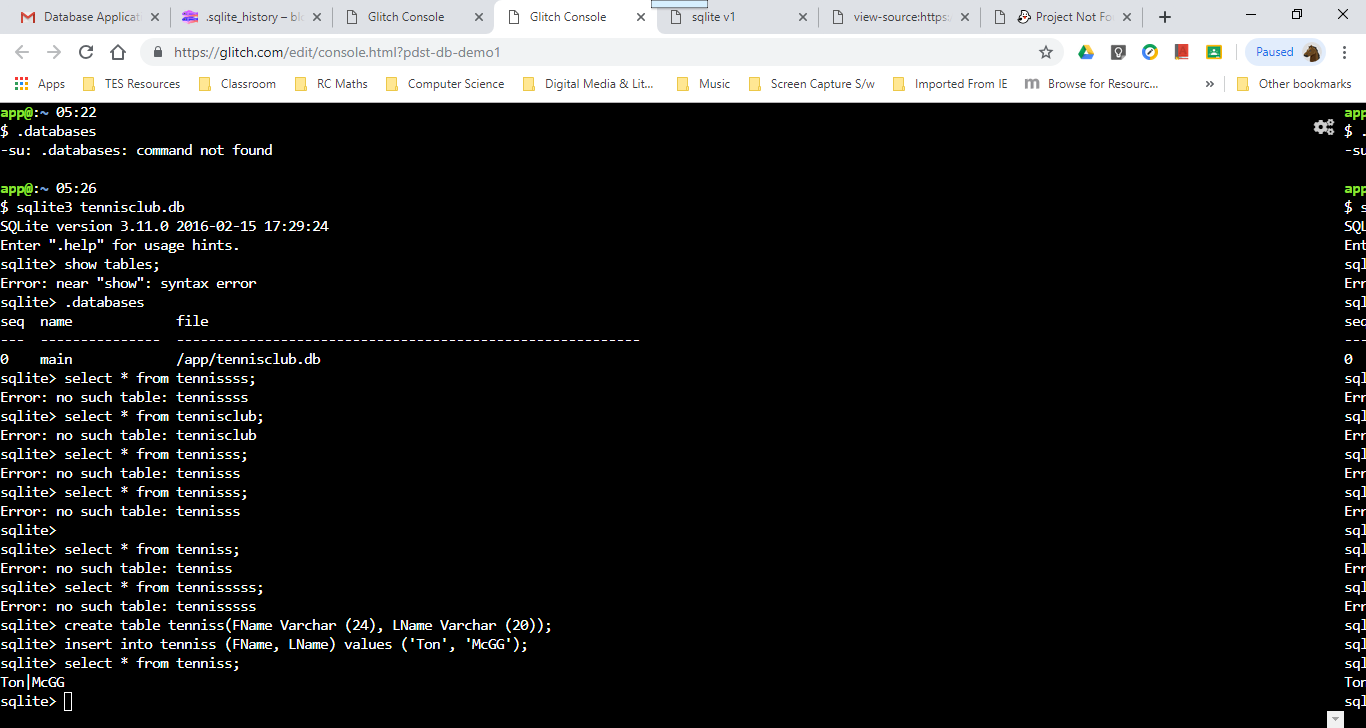 Database Applicat
.sqlite_history – blo
Glitch Console
Glitch Console
sqlite v1
view-source:https:
Project Not Fo
https://glitch.com/edit/console.html?pdst-db-demo1
Paused
Apps
TES Resources
Classroom
RC Maths
Computer Science
Digital Media & Lit...
Music
Screen Capture S/w
Imported From IE
Browse for Resourc...
»
Other bookmarks
app@:~ 05:22
$ .databases
-su: .databases: command not found
app@:~ 05:26
$ sqlite3 tennisclub.db
SQLite version 3.11.0 2016-02-15 17:29:24
Enter ".help" for usage hints.
sqlite> show tables;
Error: near "show": syntax error
sqlite> .databases
seq  name             file
---  ---------------  ----------------------------------------------------------
0    main             /app/tennisclub.db
sqlite> select * from tennissss;
Error: no such table: tennissss
sqlite> select * from tennisclub;
Error: no such table: tennisclub
sqlite> select * from tennisss;
Error: no such table: tennisss
sqlite> select * from tennisss;
Error: no such table: tennisss
sqlite>
sqlite> select * from tenniss;
Error: no such table: tenniss
sqlite> select * from tennisssss;
Error: no such table: tennisssss
sqlite> create table tenniss(FName Varchar (24), LName Varchar (20));
sqlite> insert into tenniss (FName, LName) values ('Ton', 'McGG');
sqlite> select * from tenniss;
Ton|McGG
sqlite>